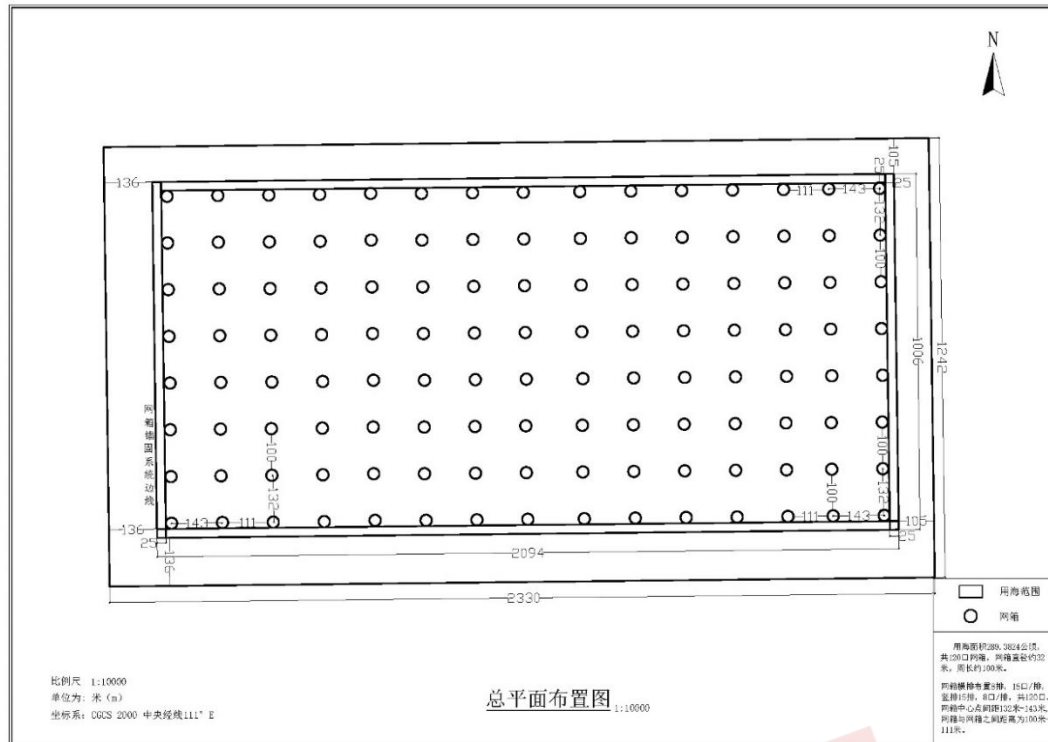 N
105
136
25
25
111
143
132
100
1006
1242
网箱锚固系统边线
100
132
100
100
132
136
143
111
111
143
105
25
25
2094
136
2330
用海范围
网箱
用海面积289.3824公顷,
共120口网箱, 网箱直径约32
米, 周长约100米。
网箱横排布置8排, 15口/排,
竖排15排, 8口/排, 共120口,
网箱中心点间距132米-143米,
网箱与网箱之间距离为100米-
111米。
比例尺 1:10000
单位为: 米 (m)
坐标系: CGCS 2000 中央经线111° E
总平面布置图 1:10000